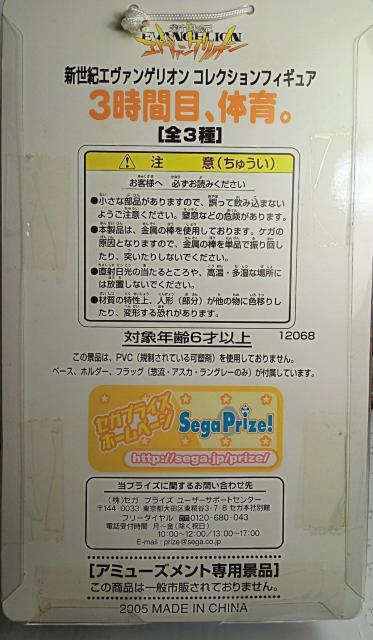 EVANGELION
エヴァンゲリオン
新世紀エヴァンゲリオン コレクションフィギュア
3時間目、体育。
[全3種]
注 意(ちゅうい)
お客様へ 必ずお読みください
●小さな部品がありますので、誤って飲み込まない
ようご注意ください。窒息などの危険があります。
●本製品は、金属の棒を使用しております。ケガの
原因となりますので、金属の棒を単品で振り回し
たり、突いたりしないでください。
●直射日光の当たるところや、高温・多湿な場所に
は放置しないでください。
●材質の特性上、人形(部分)が他の物に色移りし
たり、変形する恐れがあります。
対象年齢6才以上
12068
この景品は、PVC(規制されている可塑剤)を使用しておりません。
ベース、ホルダー、フラッグ(惣流・アスカ・ラングレーのみ)が付属しています。
セガプライズ
ホームページ
SegaPrize!
http://sega.jp/prize/
当プライズに関するお問い合わせ先
(株)セガ プライズ ユーザーサポートセンター
〒144 0033 東京都大田区東糀谷3-7-8 セガ本社別館
フリーダイヤル 0120-680-043
電話受付時間 月~金(除く祝日)
10:00~12:00/13:00~17:00
E-mail : prize@sega.co.jp
[アミューズメント専用景品]
この商品は一般市販されておりません。
2005 MADE IN CHINA